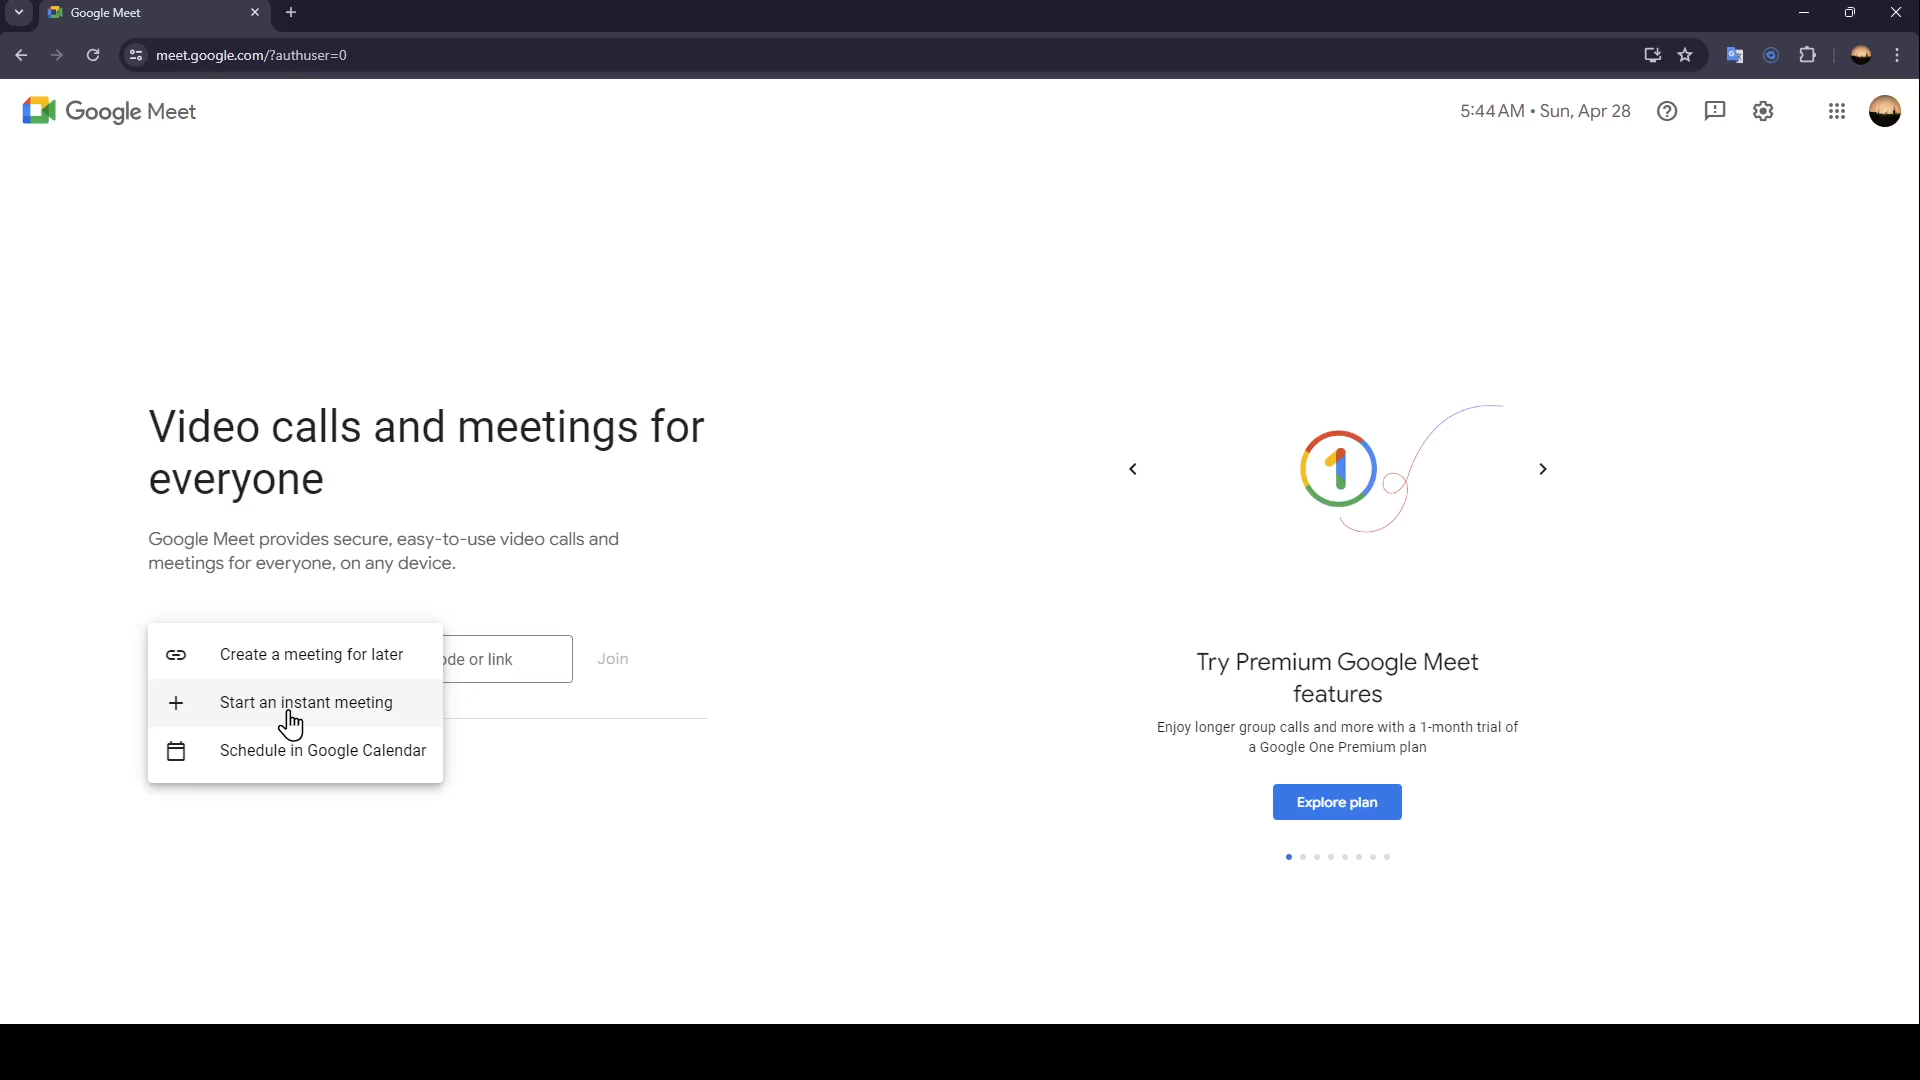 Google Meet
meet.google.com/?authuser=0
Google Meet
5:44 AM • Sun, Apr 28
Video calls and meetings for
everyone
Google Meet provides secure, easy-to-use video calls and
meetings for everyone, on any device.
Create a meeting for later
or link
Join
Start an instant meeting
Schedule in Google Calendar
1
Try Premium Google Meet
features
Enjoy longer group calls and more with a 1-month trial of
a Google One Premium plan
Explore plan